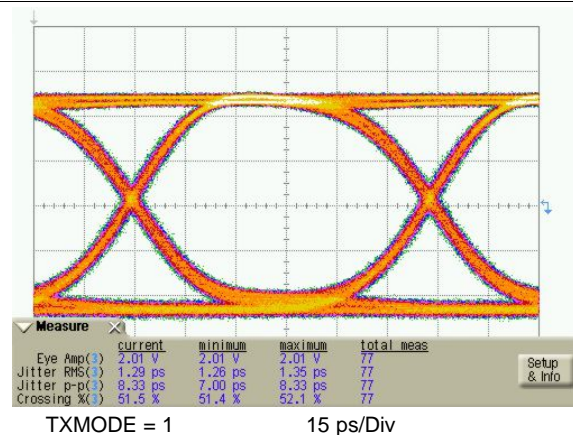 Measure
current minimum maximum total meas
Eye Amp(3) 2.01 V 2.01 V 2.01 V 77
Jitter RMS(3) 1.29 ps 1.26 ps 1.35 ps 77
Jitter p-p(3) 8.33 ps 7.00 ps 8.33 ps 77
Crossing %(3) 51.5 % 51.4 % 52.1 % 77
Setup
& Info
TXMODE = 1 15 ps/Div